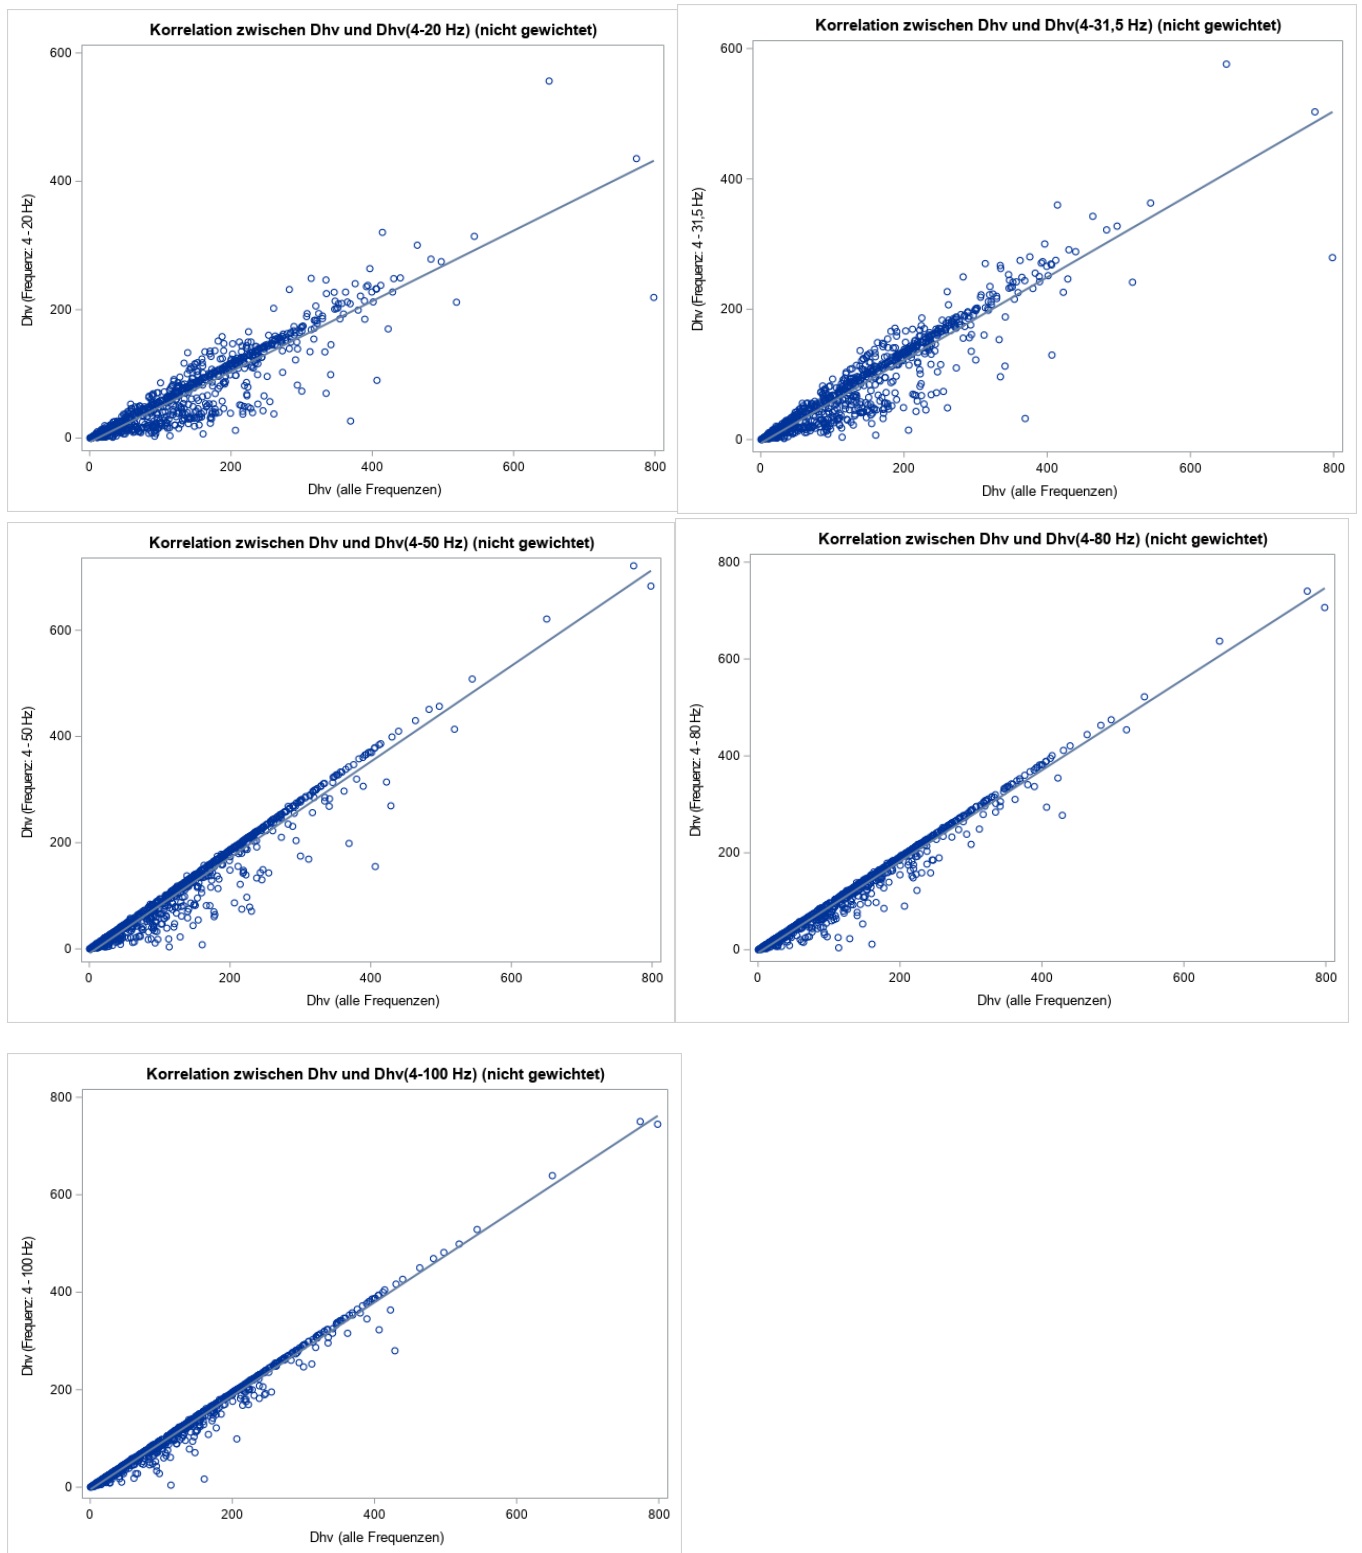 Korrelation zwischen Dhv und Dhv(4-20 Hz) (nicht gewichtet)
600
400
200
0
Dhv (Frequenz: 4 - 20 Hz)
0 200 400 600 800
Dhv (alle Frequenzen)
Korrelation zwischen Dhv und Dhv(4-31,5 Hz) (nicht gewichtet)
600
400
200
0
Dhv (Frequenz: 4 - 31,5 Hz)
0 200 400 600 800
Dhv (alle Frequenzen)
Korrelation zwischen Dhv und Dhv(4-50 Hz) (nicht gewichtet)
600
400
200
0
Dhv (Frequenz: 4 - 50 Hz)
0 200 400 600 800
Dhv (alle Frequenzen)
Korrelation zwischen Dhv und Dhv(4-80 Hz) (nicht gewichtet)
800
600
400
200
0
Dhv (Frequenz: 4 - 80 Hz)
0 200 400 600 800
Dhv (alle Frequenzen)
Korrelation zwischen Dhv und Dhv(4-100 Hz) (nicht gewichtet)
800
600
400
200
0
Dhv (Frequenz: 4 - 100 Hz)
0 200 400 600 800
Dhv (alle Frequenzen)